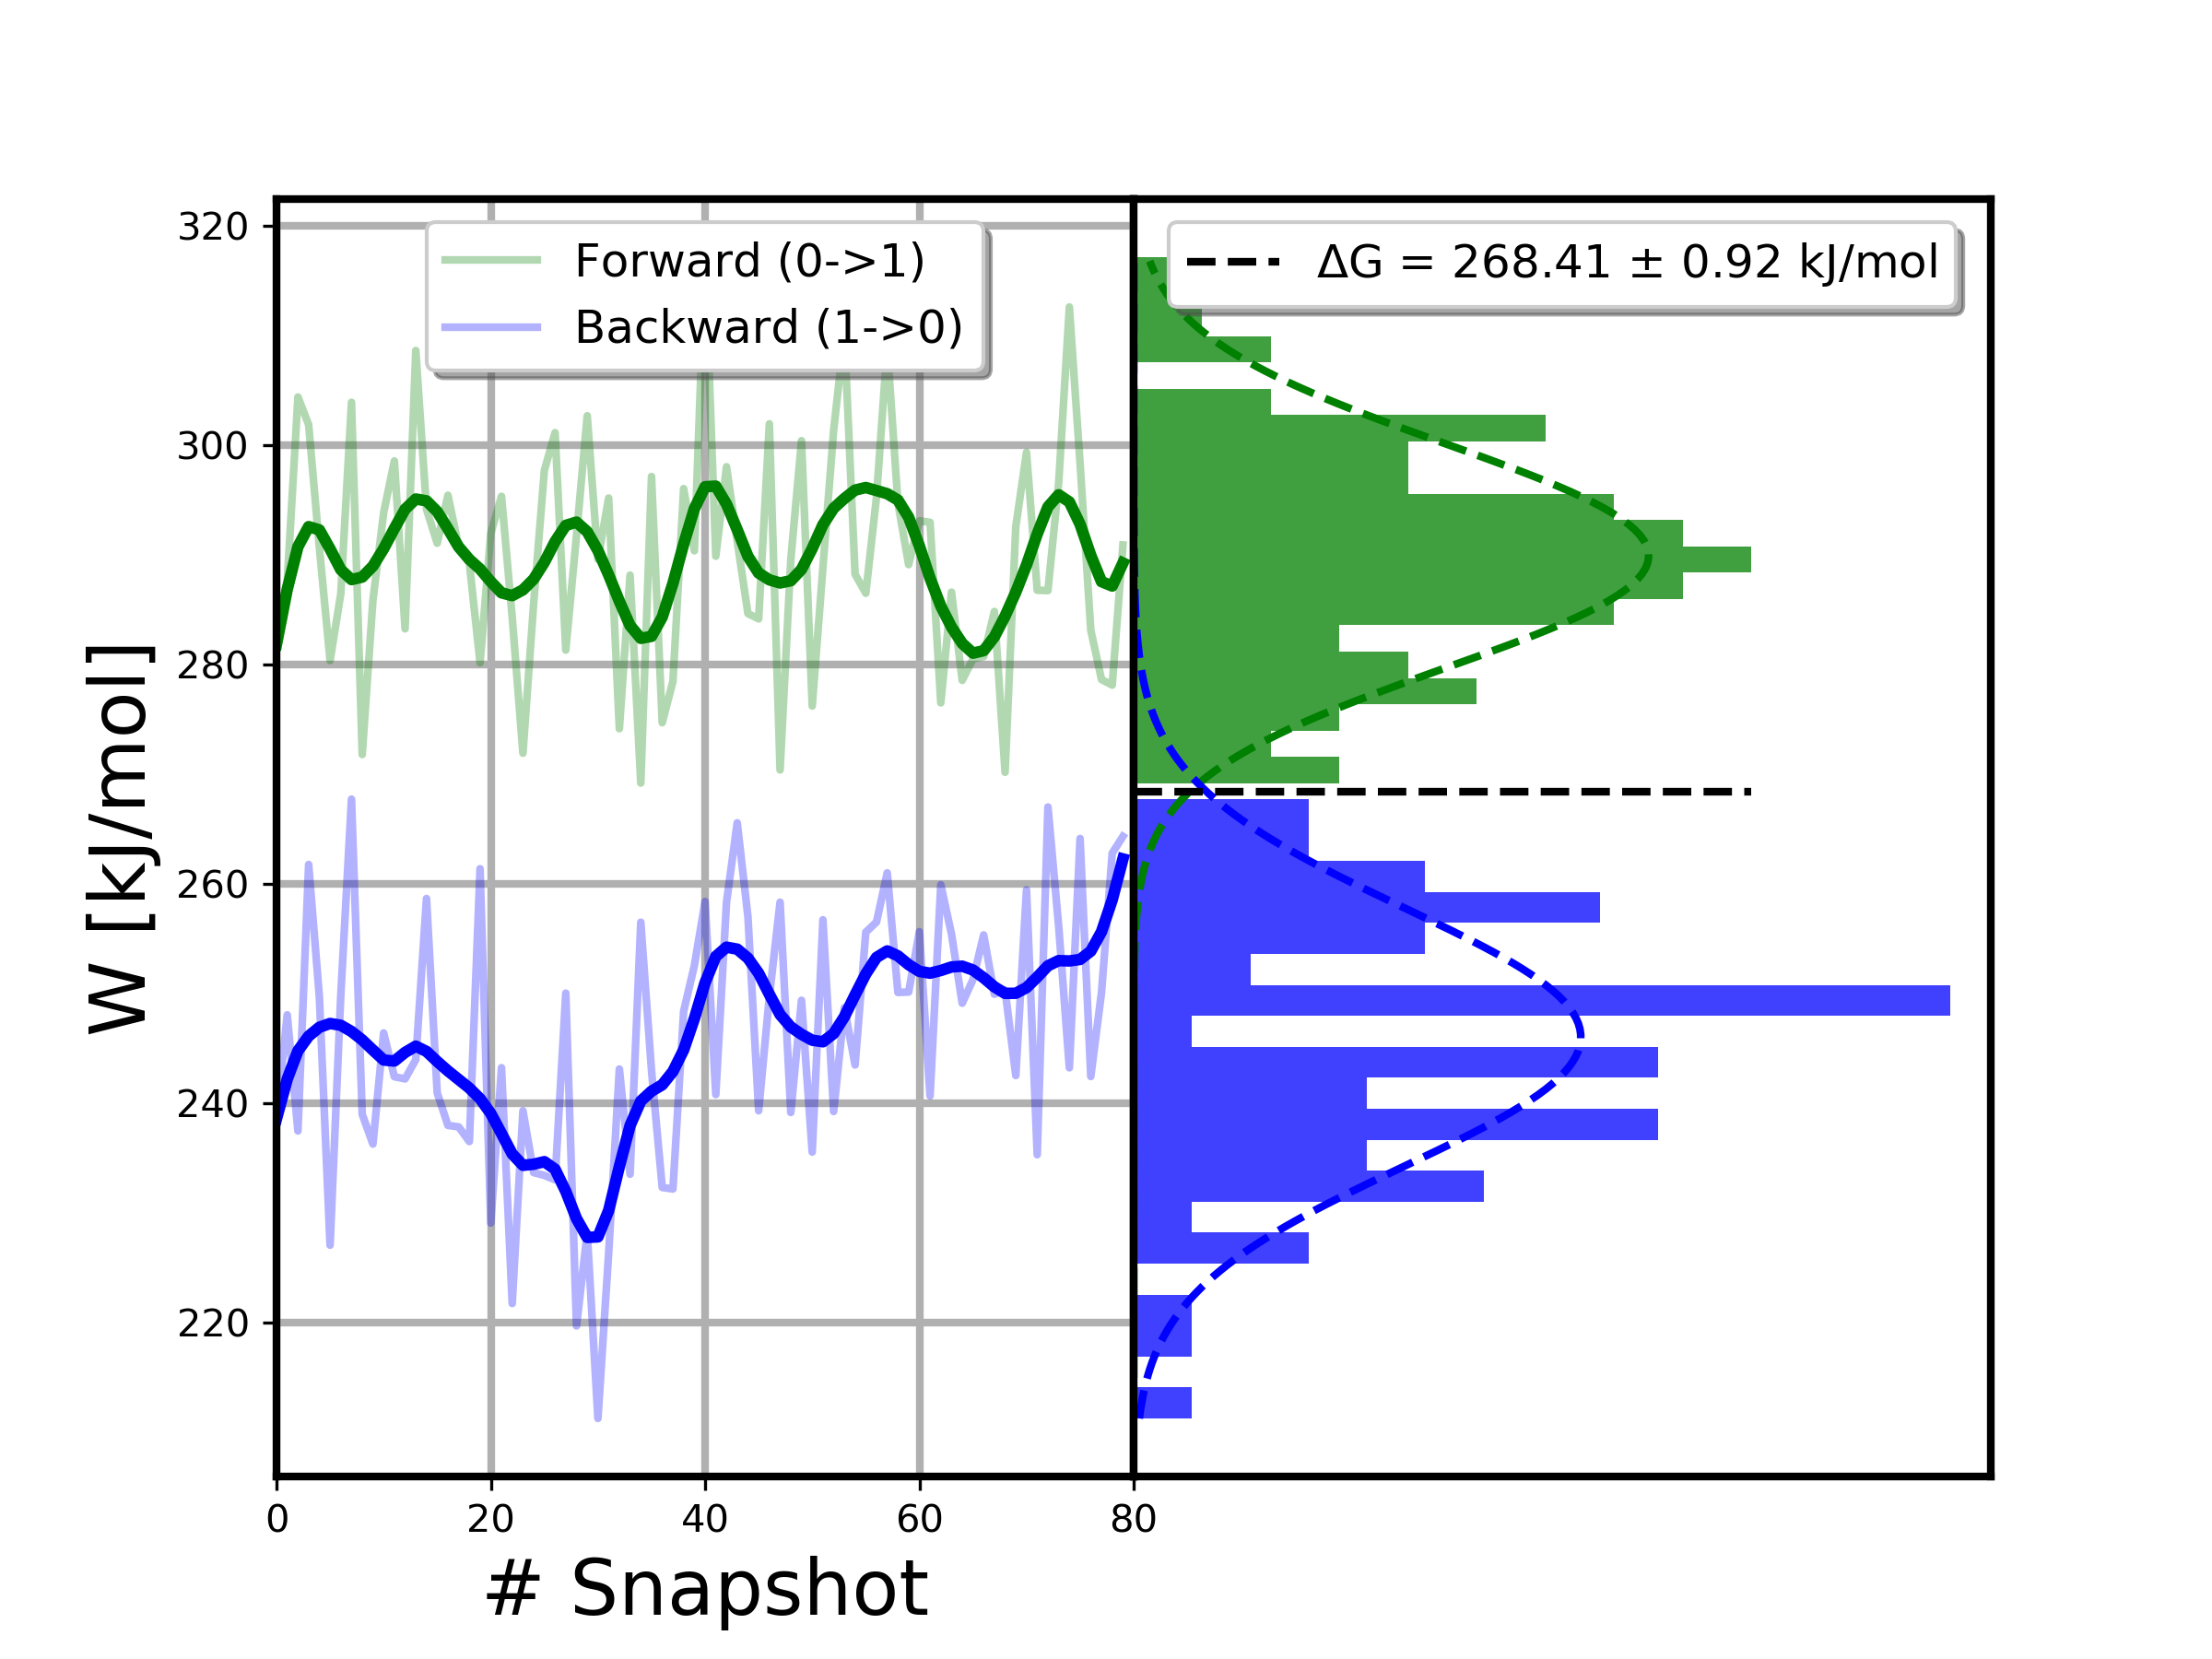 Forward (0->1)
Backward (1->0)
ΔG = 268.41 ± 0.92 kJ/mol
W [kJ/mol]
320
300
280
260
240
220
0 20 40 60 80
# Snapshot